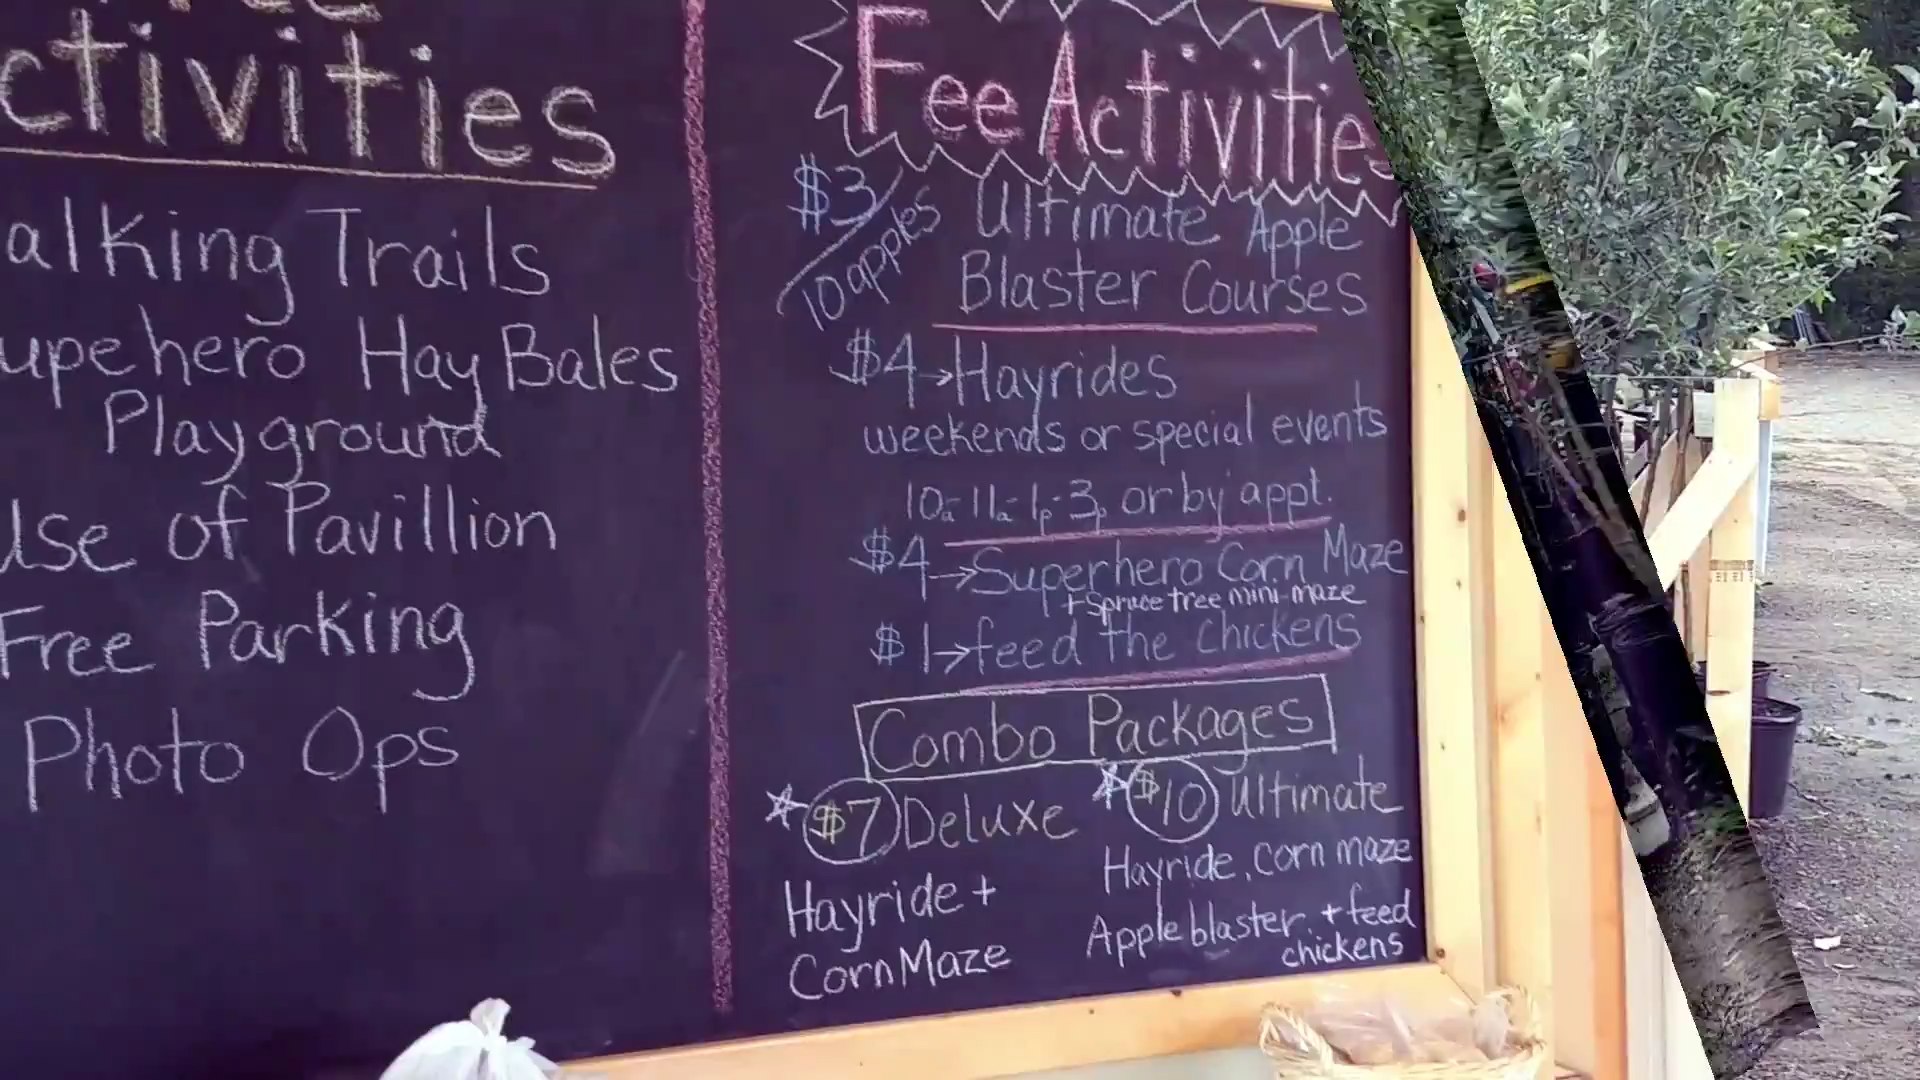 ctivities
alking Trails
upehero Hay Bales
Playground
Use of Pavillion
Free Parking
Photo Ops
Fee Activities
$3/10 apples Ultimate Apple
Blaster Courses
$4→Hayrides
weekends or special events
10a-11a-1p-3p or by appt.
$4→Superhero Corn Maze
+Spruce tree mini-maze
$1→feed the chickens
Combo Packages
$7 Deluxe
Hayride +
Corn Maze
$10 Ultimate
Hayride, corn maze
Apple blaster, + feed
chickens